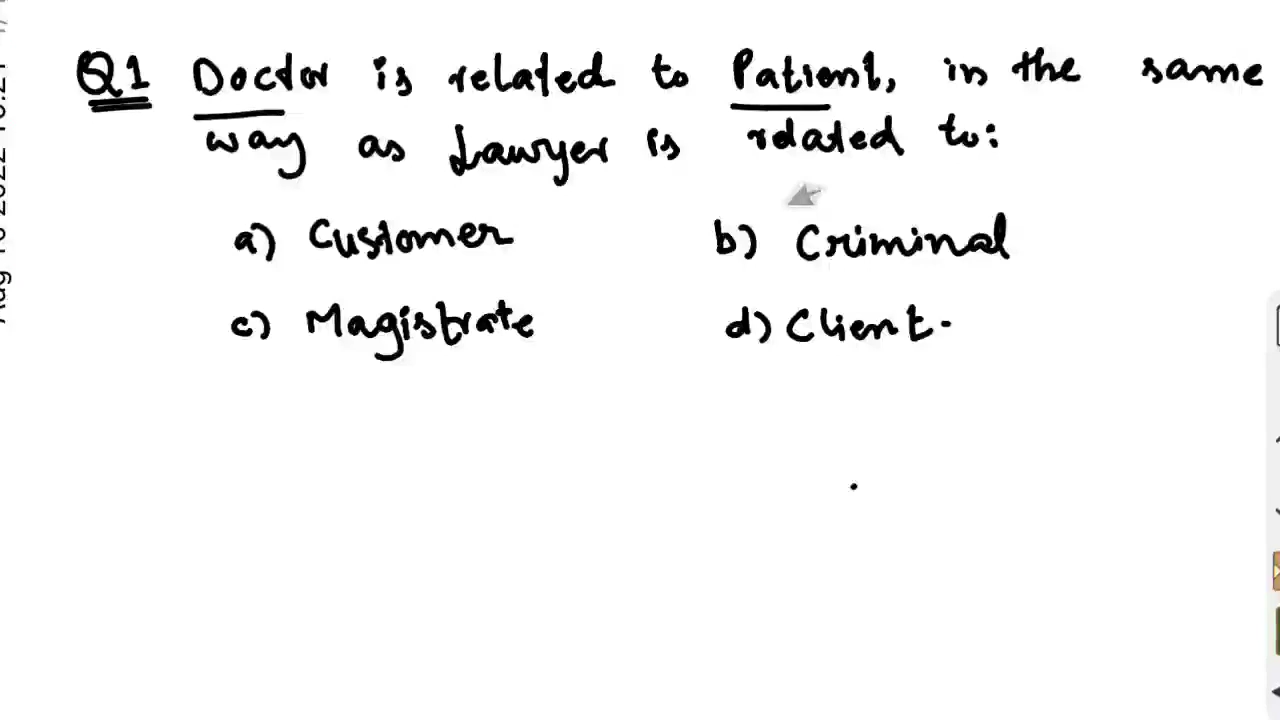 Q1 Doctor is related to Patient, in the same
way as Lawyer is related to:
a) Customer b) Criminal
c) Magistrate d) Client.